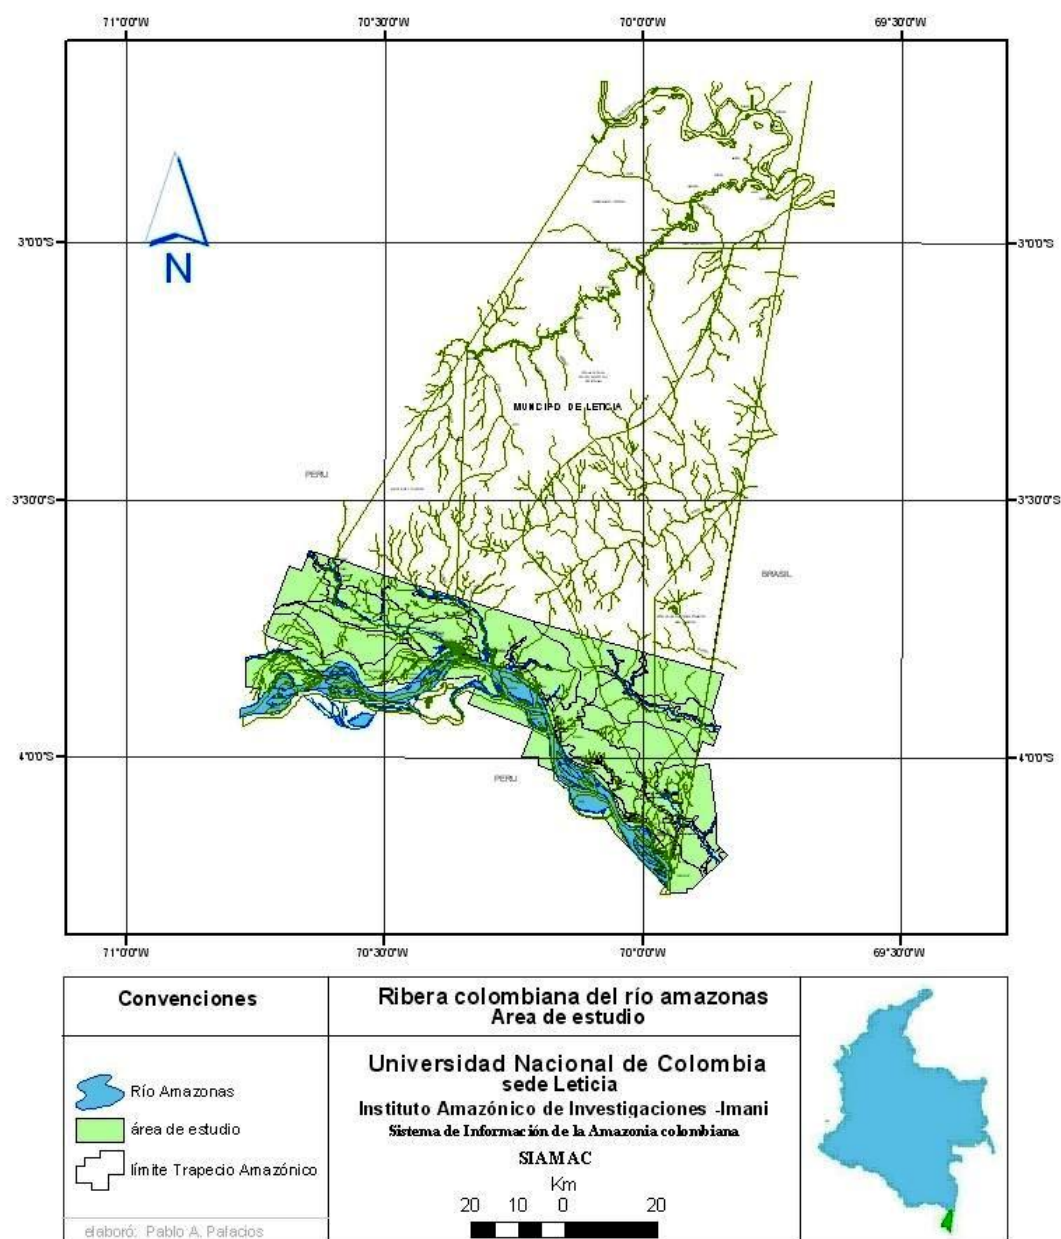 71°0'0"W 70°30'0"W 70°0'0"W 69°30'0"W
3°0'0"S 3°0'0"S
N
MUNICIPIO DE LETICIA
PERU
3°30'0"S 3°30'0"S
BRASIL
4°0'0"S 4°0'0"S
PERU
71°0'0"W 70°30'0"W 70°0'0"W 69°30'0"W
Convenciones
Río Amazonas
área de estudio
límite Trapecio Amazónico
elaboró: Pablo A. Palacios
Ribera colombiana del río amazonas
Area de estudio
Universidad Nacional de Colombia
sede Leticia
Instituto Amazónico de Investigaciones -Imani
Sistema de Información de la Amazonia colombiana
SIAMAC
Km
20 10 0 20